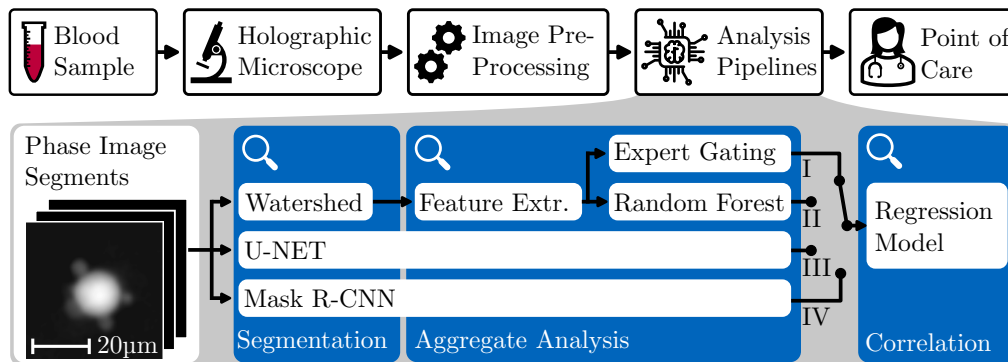 Blood
Sample
Holographic
Microscope
Image Pre-
Processing
Analysis
Pipelines
Point of
Care
Phase Image
Segments
20µm
Watershed
Feature Extr.
Expert Gating
Random Forest
U-NET
Mask R-CNN
I
II
III
IV
Segmentation
Aggregate Analysis
Regression
Model
Correlation